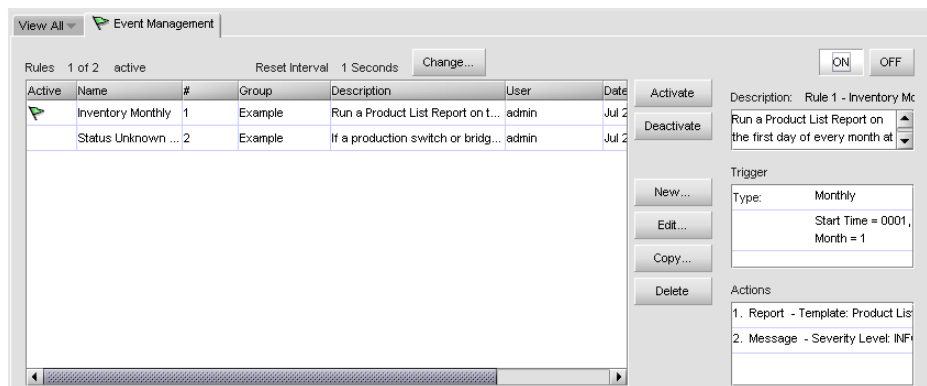 View All Event Management
Rules 1 of 2 active Reset Interval 1 Seconds Change... ON OFF
Active Name # Group Description User Date
Inventory Monthly 1 Example Run a Product List Report on t... admin Jul 2
Status Unknown ... 2 Example If a production switch or bridg... admin Jul 2
Activate
Deactivate
New...
Edit...
Copy...
Delete
Description: Rule 1 - Inventory Mo
Run a Product List Report on
the first day of every month at
Trigger
Type: Monthly
Start Time = 0001,
Month = 1
Actions
1. Report - Template: Product Lis
2. Message - Severity Level: INF